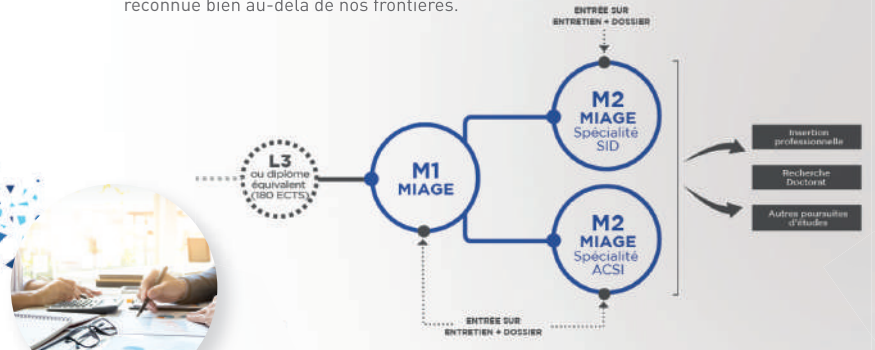 reconnue bien au-delà de nos frontières.
ENTRÉE SUR
ENTRETIEN + DOSSIER
M2
MIAGE
Spécialité
SID
L3
ou diplôme
équivalent
(180 ECTS)
M1
MIAGE
Insertion
professionnelle
Recherche
Doctorat
Autres poursuites
d'études
M2
MIAGE
Spécialité
ACSI
ENTRÉE SUR
ENTRETIEN + DOSSIER